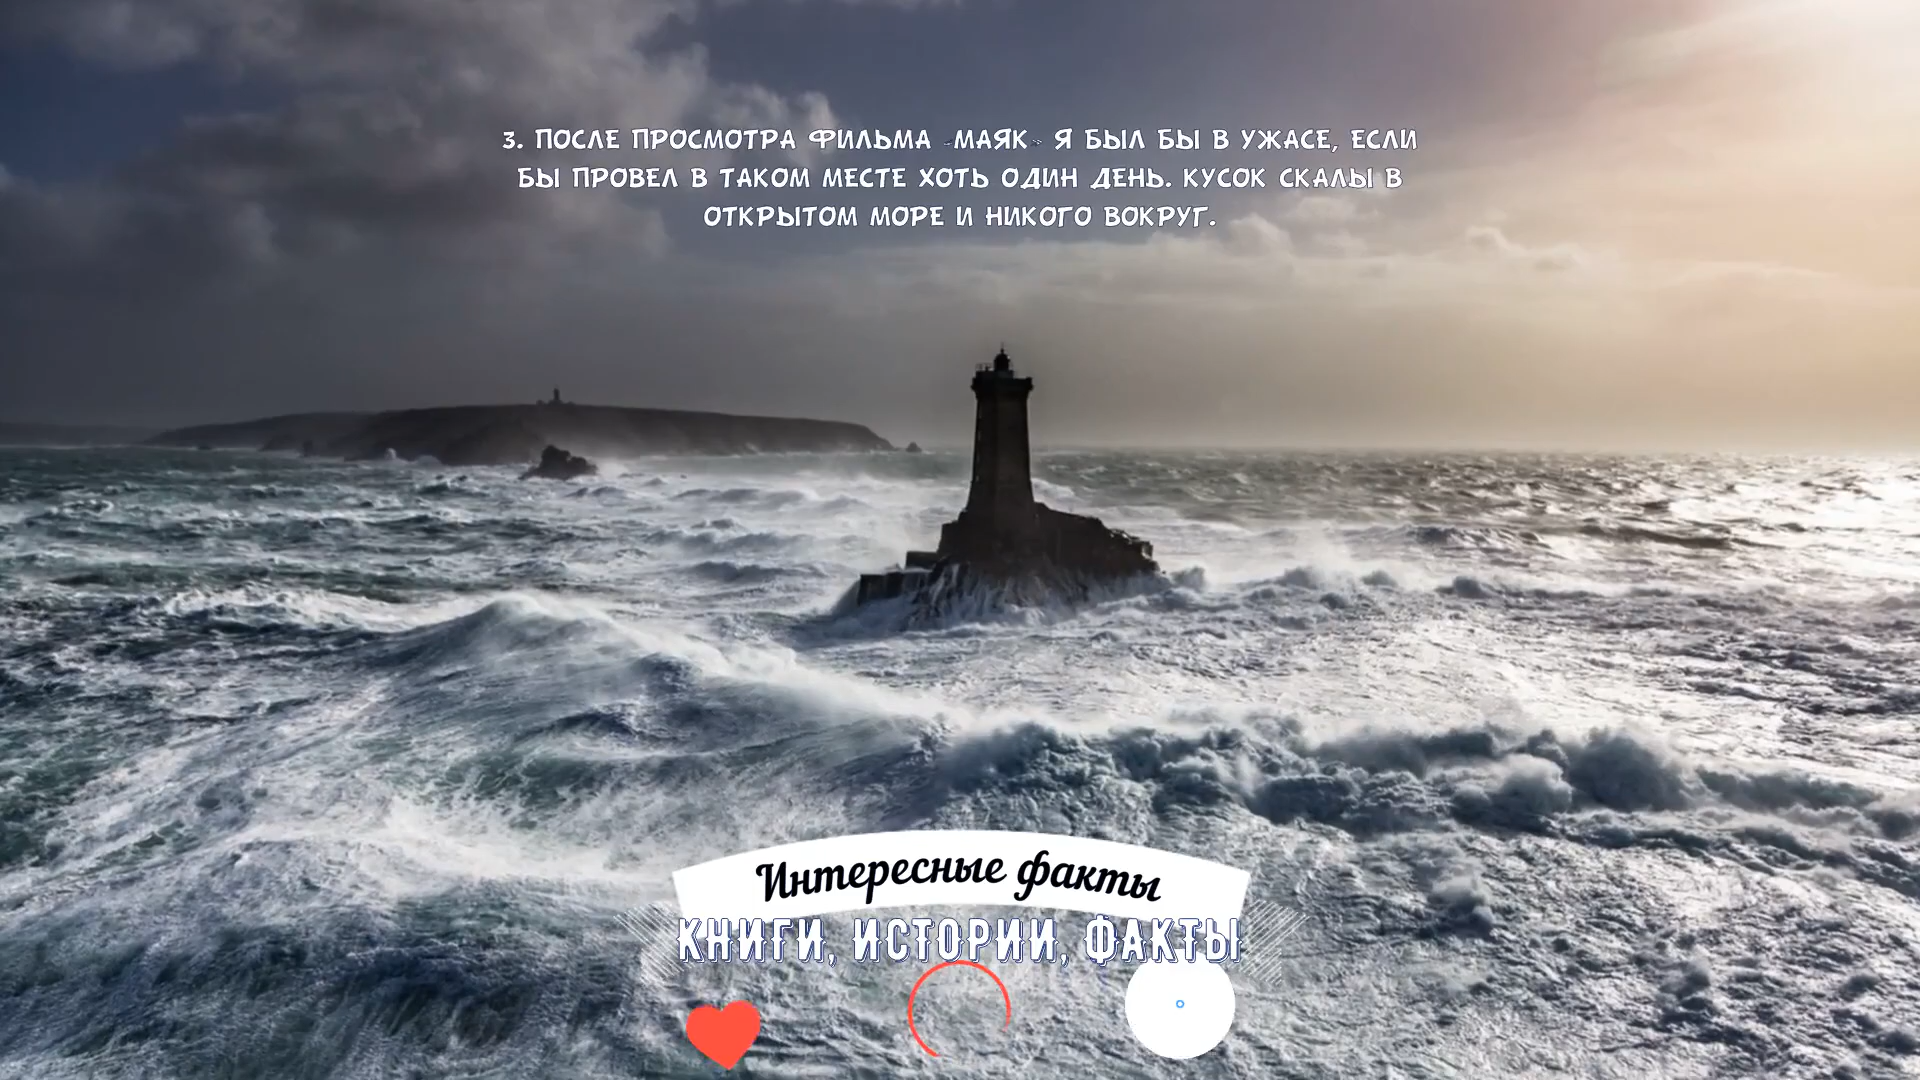 3. ПОСЛЕ ПРОСМОТРА ФИЛЬМА «МАЯК» Я БЫЛ БЫ В УЖАСЕ, ЕСЛИ
БЫ ПРОВЕЛ В ТАКОМ МЕСТЕ ХОТЬ ОДИН ДЕНЬ. КУСОК СКАЛЫ В
ОТКРЫТОМ МОРЕ И НИКОГО ВОКРУГ.
Интересные факты
КНИГИ, ИСТОРИИ, ФАКТЫ